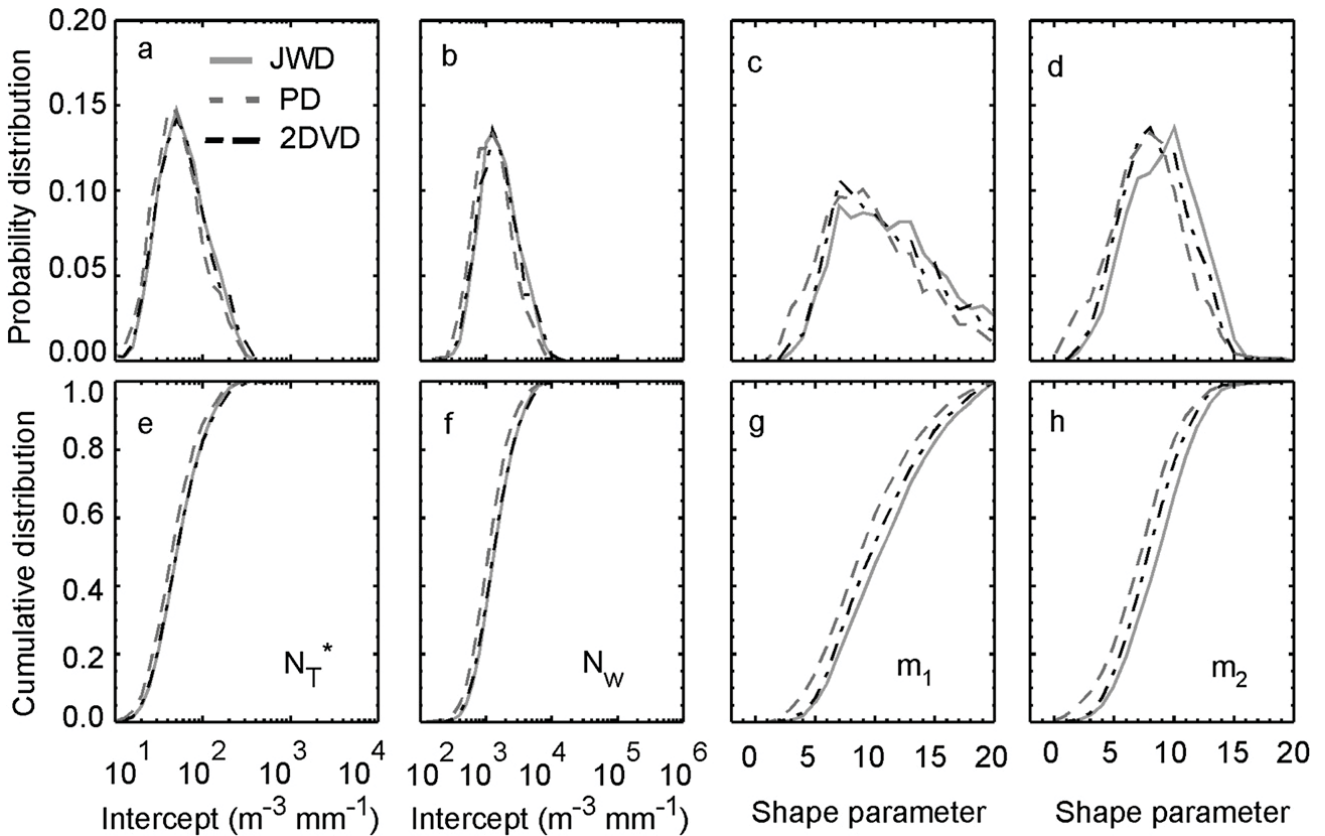 Probability distribution
0.20
0.15
0.10
0.05
0.00
a
JWD
PD
2DVD
b
c
d
Cumulative distribution
1.0
0.8
0.6
0.4
0.2
0.0
e
N_T*
f
N_w
g
m_1
h
m_2
10^1 10^2 10^3 10^4
10^2 10^3 10^4 10^5 10^6
0 5 10 15 20
0 5 10 15 20
Intercept (m^-3 mm^-1)
Intercept (m^-3 mm^-1)
Shape parameter
Shape parameter